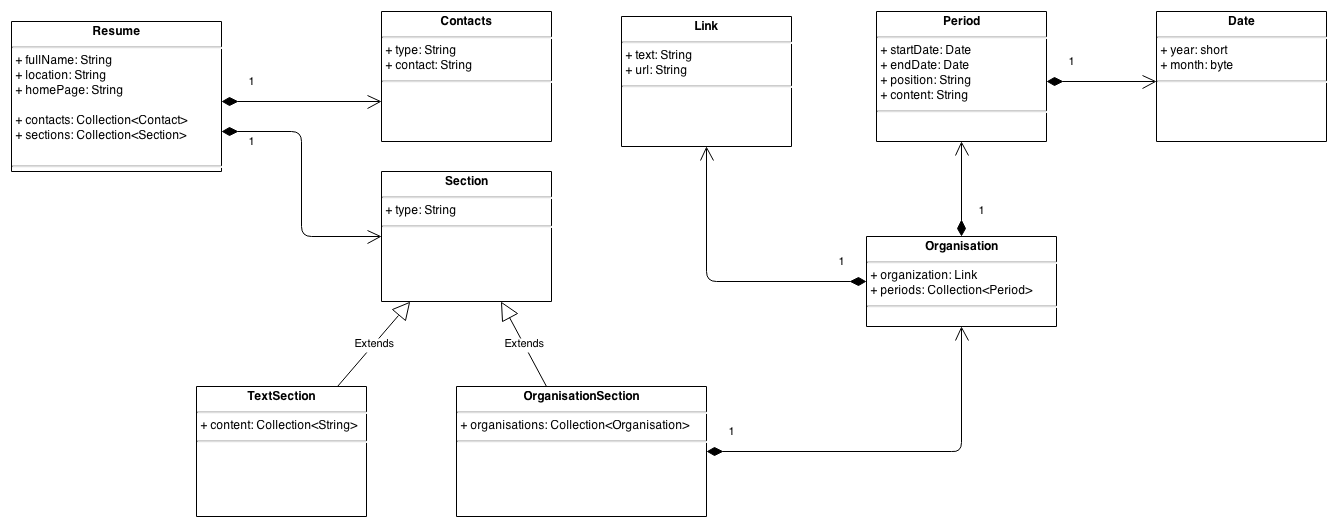 Resume
+ fullName: String
+ location: String
+ homePage: String
+ contacts: Collection<Contact>
+ sections: Collection<Section>
1
1
Contacts
+ type: String
+ contact: String
Section
+ type: String
Extends
Extends
TextSection
+ content: Collection<String>
OrganisationSection
+ organisations: Collection<Organisation>
1
Link
+ text: String
+ url: String
Period
+ startDate: Date
+ endDate: Date
+ position: String
+ content: String
1
Date
+ year: short
+ month: byte
1
1
Organisation
+ organization: Link
+ periods: Collection<Period>